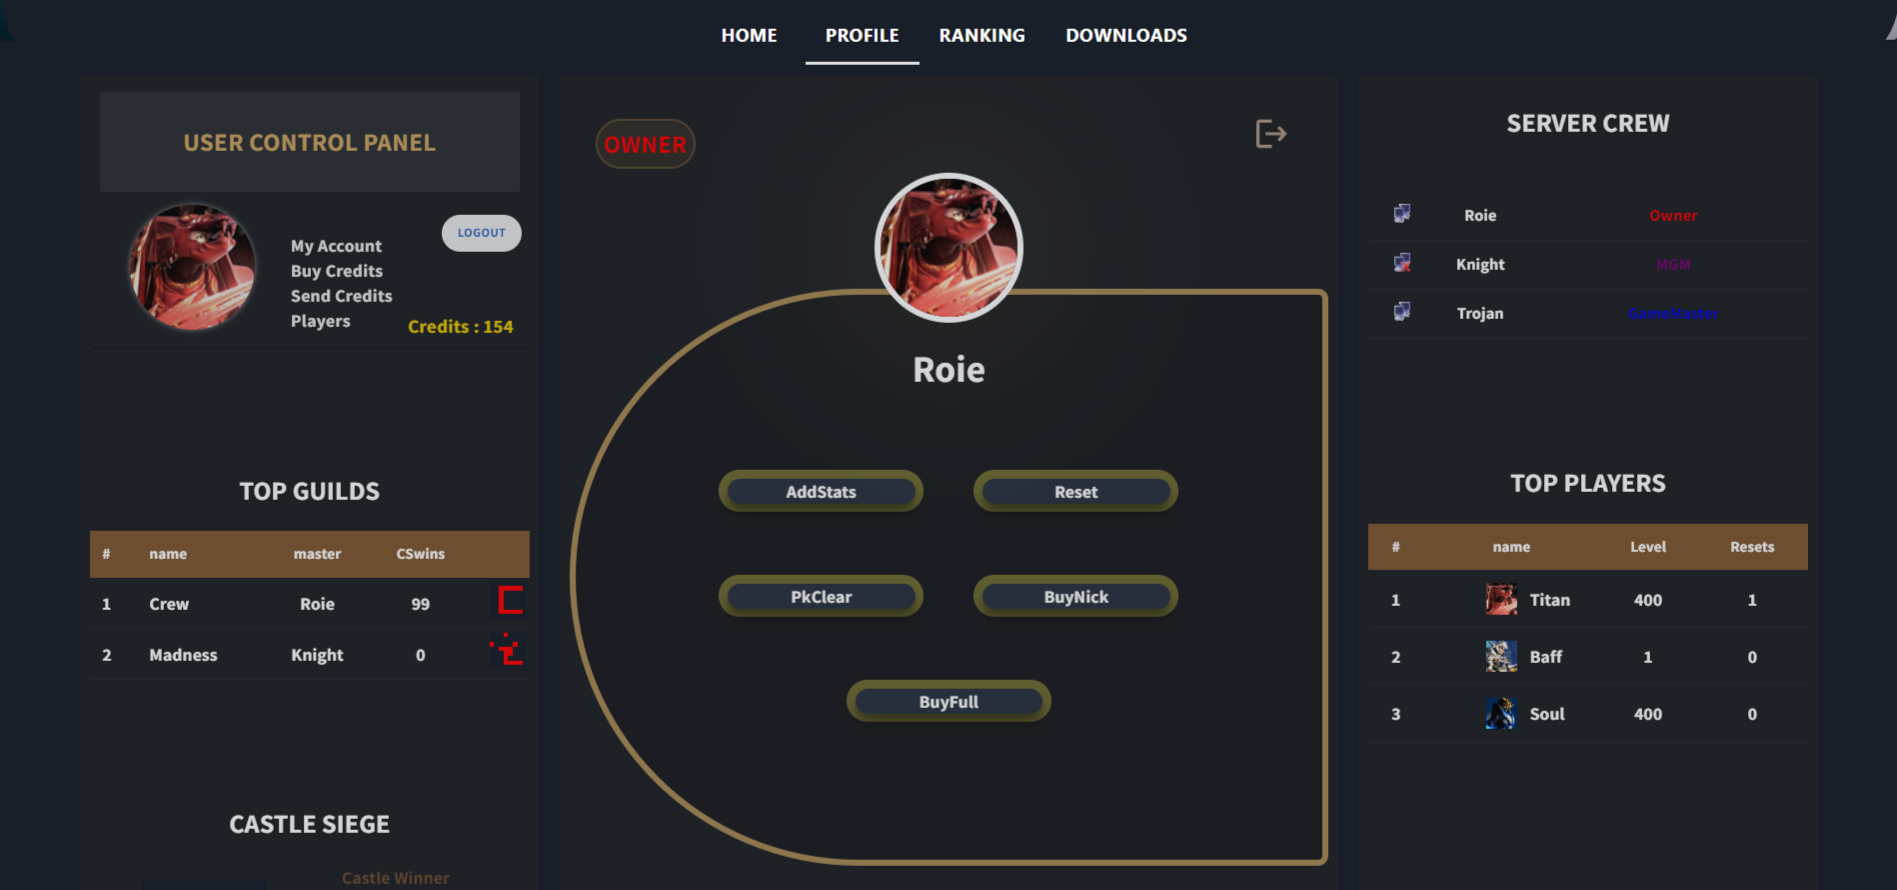 HOME PROFILE RANKING DOWNLOADS
USER CONTROL PANEL
LOGOUT
My Account
Buy Credits
Send Credits
Players
Credits : 154
TOP GUILDS
# name master CSwins
1 Crew Roie 99
2 Madness Knight 0
CASTLE SIEGE
Castle Winner
OWNER
Roie
AddStats Reset
PkClear BuyNick
BuyFull
SERVER CREW
Roie Owner
Knight MGM
Trojan GameMaster
TOP PLAYERS
# name Level Resets
1 Titan 400 1
2 Baff 1 0
3 Soul 400 0